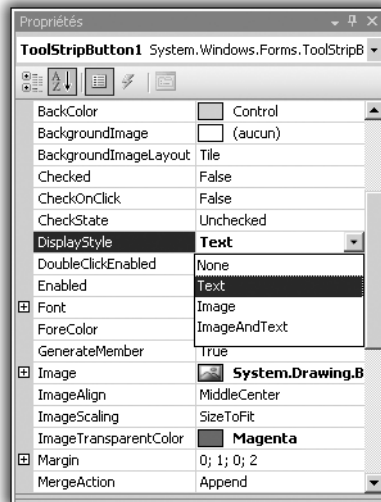 Propriétés
ToolStripButton1 System.Windows.Forms.ToolStripB
BackColor Control
BackgroundImage (aucun)
BackgroundImageLayout Tile
Checked False
CheckOnClick False
CheckState Unchecked
DisplayStyle Text
DoubleClickEnabled None
Enabled Text
Font Image
ForeColor ImageAndText
GenerateMember True
Image System.Drawing.B
ImageAlign MiddleCenter
ImageScaling SizeToFit
ImageTransparentColor Magenta
Margin 0; 1; 0; 2
MergeAction Append